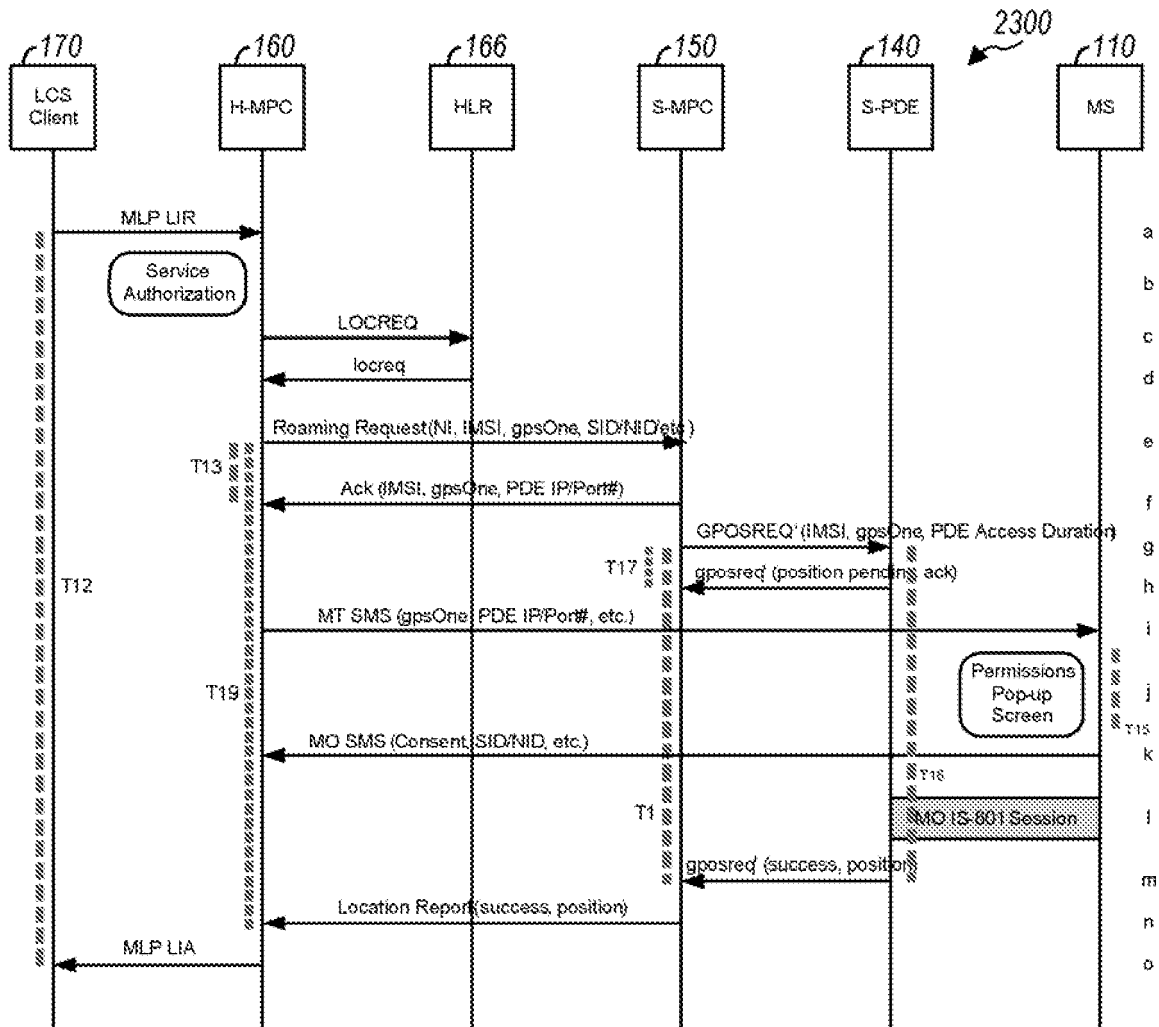 2300
170
160
166
150
140
110
LCS
Client
H-MPC
HLR
S-MPC
S-PDE
MS
MLP LIR
a
Service
Authorization
b
LOCREQ
c
locreq
d
Roaming Request(NI, IMSI, gpsOne, SID/NID/etc.)
e
T13
Ack (IMSI, gpsOne, PDE IP/Port#)
f
GPOSREQ' (IMSI, gpsOne, PDE Access Duration)
g
T17
gposreq' (position pending ack)
h
T12
MT SMS (gpsOne, PDE IP/Port#, etc.)
i
Permissions
Pop-up
Screen
T19
j
T15
MO SMS (Consent, SID/NID, etc.)
k
T16
T1
MO IS-801 Session
l
gposreq' (success, position)
m
Location Report(success, position)
n
MLP LIA
o